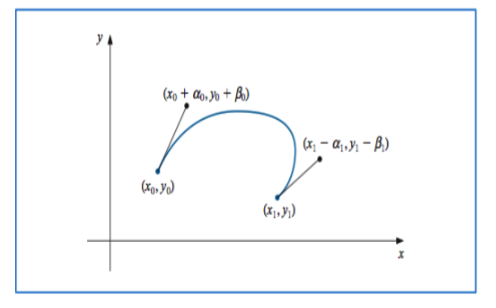 y
(x₀ + α₀, y₀ + β₀)
(x₁ − α₁, y₁ − β₁)
(x₀, y₀)
(x₁, y₁)
x